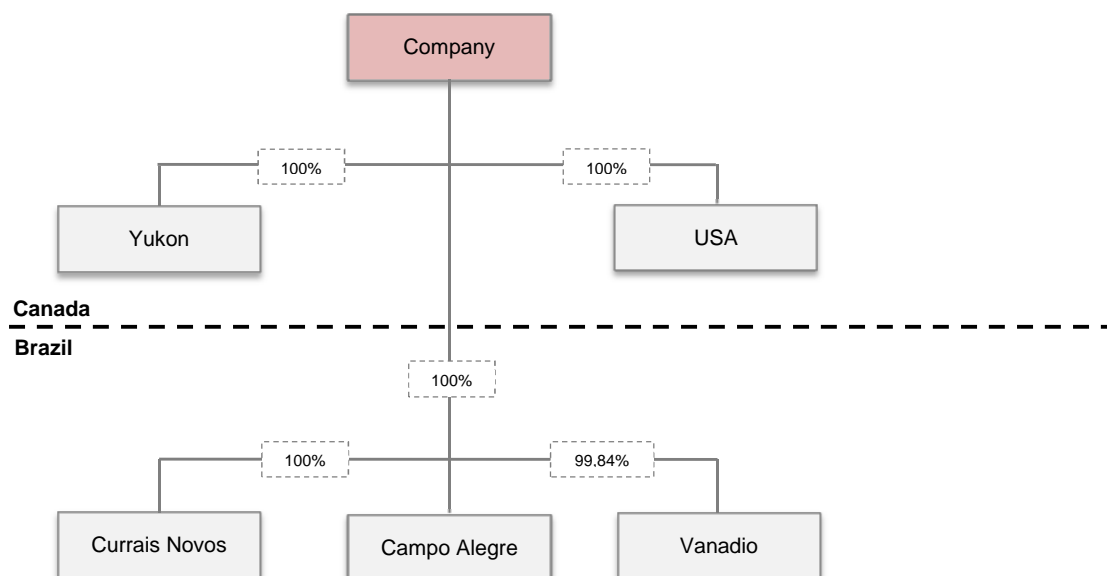 Company
100%
100%
Yukon
USA
Canada
Brazil
100%
100%
99.84%
Currais Novos
Campo Alegre
Vanadio